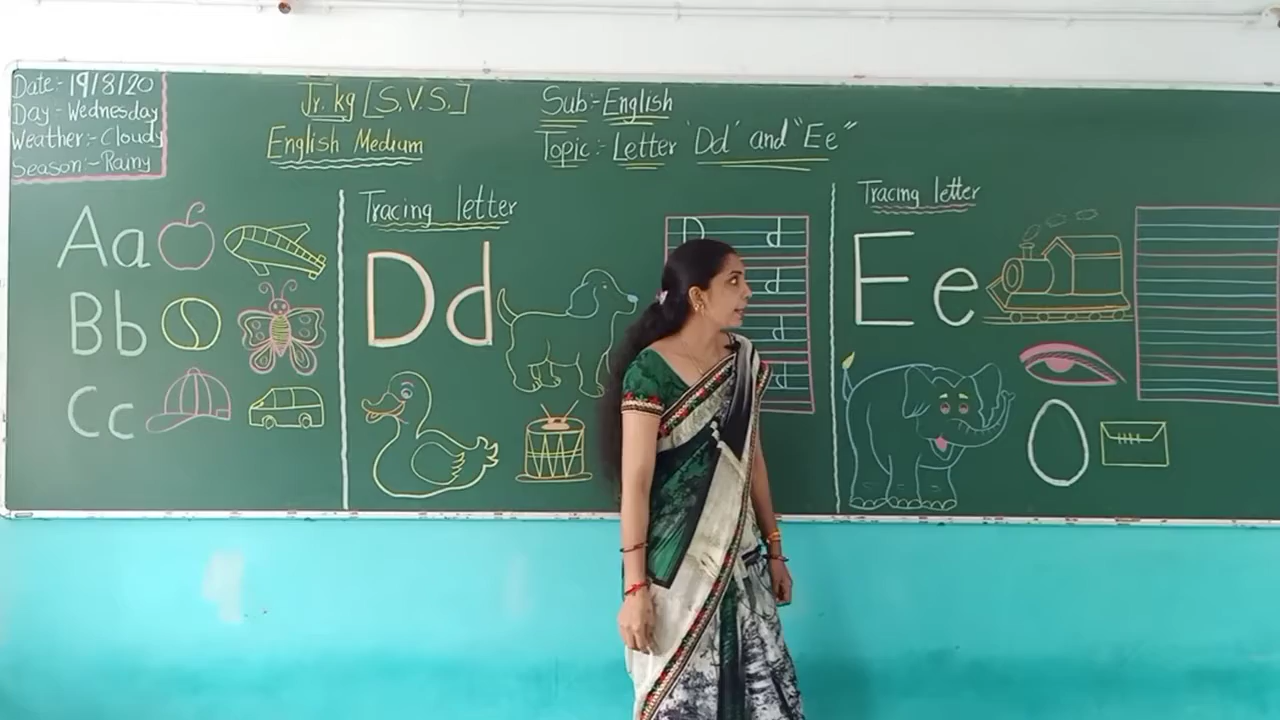 Date:- 19/8/20
Day:- Wednesday
Weather:- Cloudy
Season:- Rainy
Jr. kg [S.V.S.]
English Medium
Sub:- English
Topic:- Letter 'Dd' and "Ee"
Aa
Bb
Cc
Tracing letter
Dd
D d
d
d
d
Tracing letter
Ee